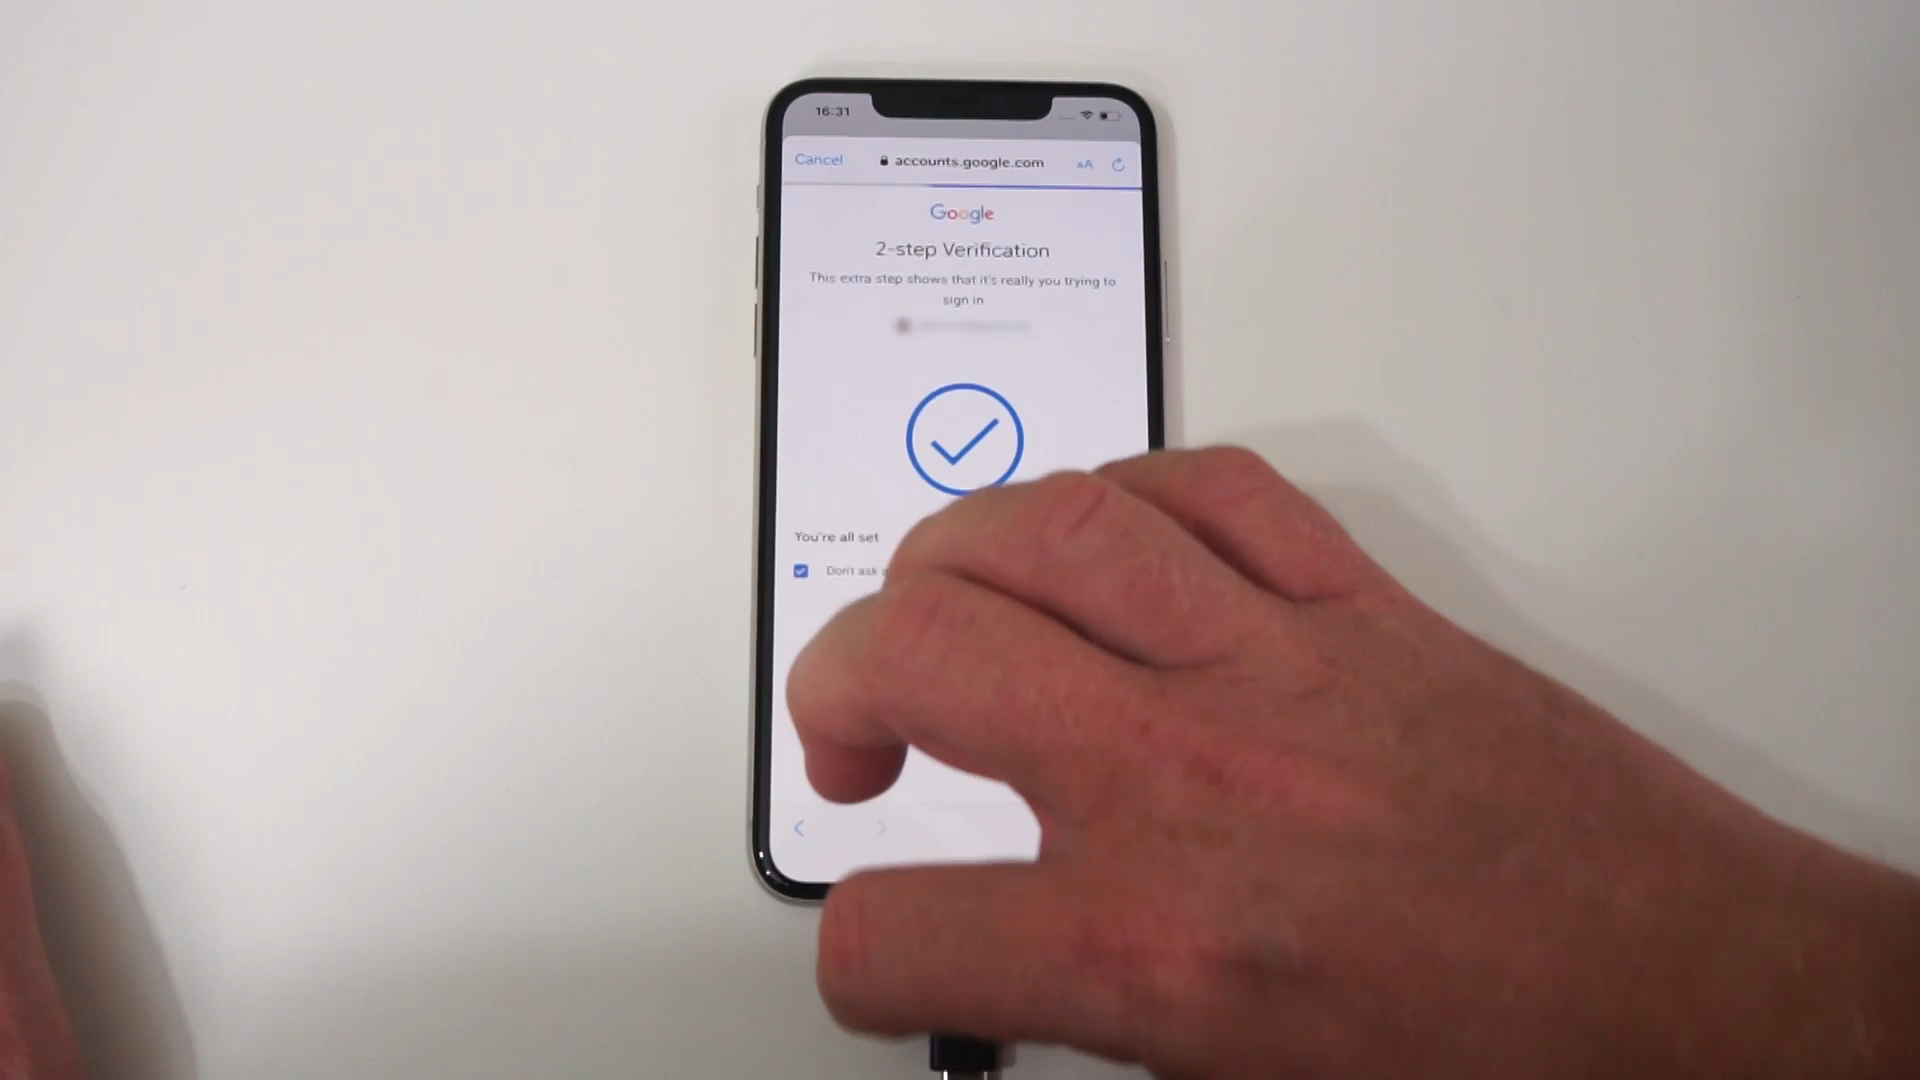 16:31
Cancel
accounts.google.com
AA
Google
2-step Verification
This extra step shows that it's really you trying to
sign in
You're all set
Don't ask